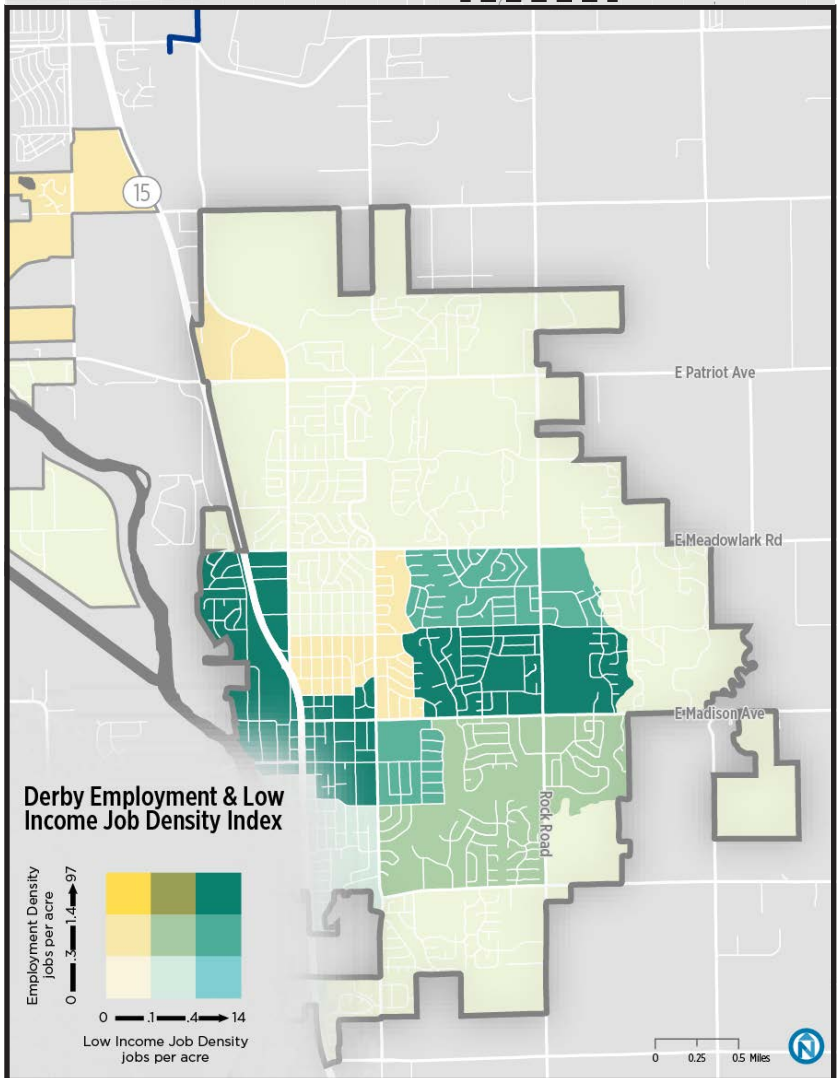 15
E Patriot Ave
E Meadowlark Rd
E Madison Ave
Rock Road
Derby Employment & Low
Income Job Density Index
Employment Density
jobs per acre
0 .3 1.4 97
0 .1 .4 14
Low Income Job Density
jobs per acre
0 0.25 0.5 Miles
N